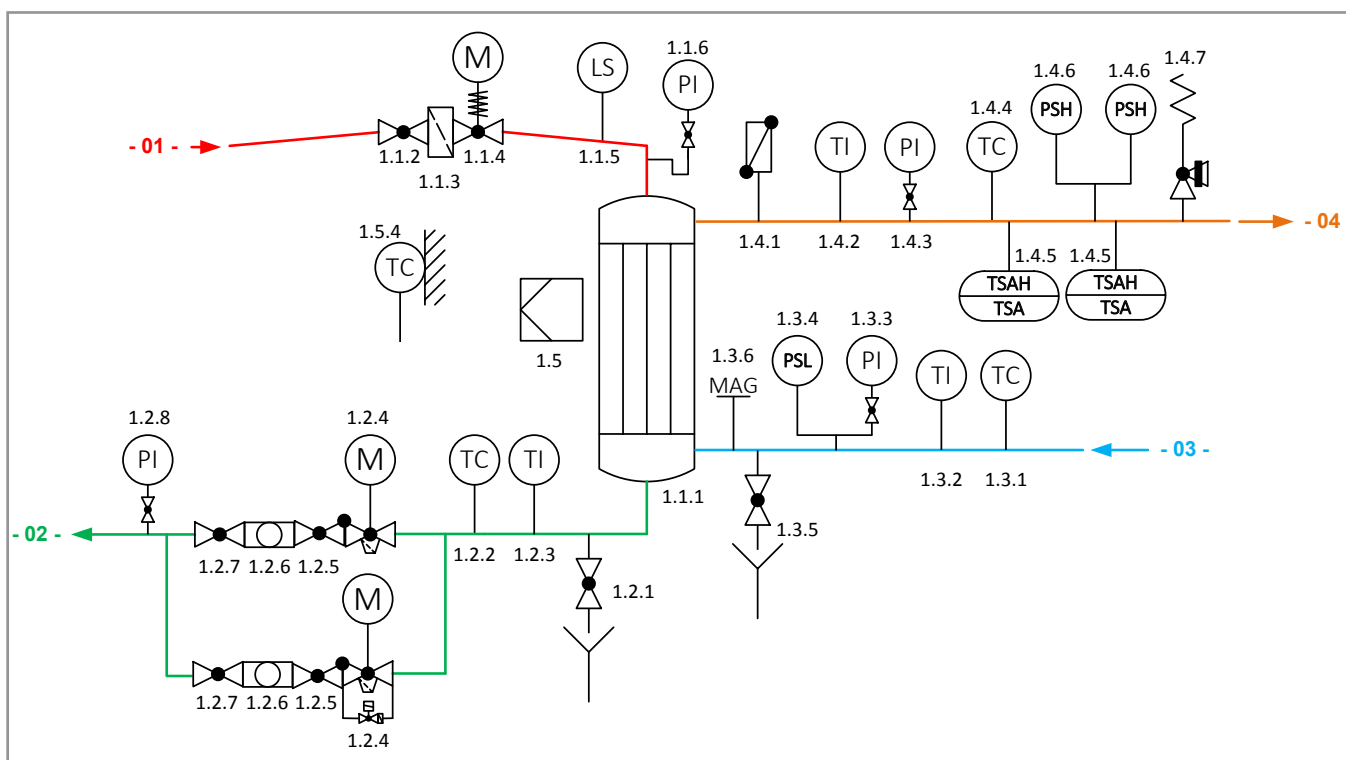 1.1.6
1.4.6
1.4.6
1.4.7
M
LS
PI
PSH
PSH
1.4.4
- 01 -
1.1.2
1.1.3
1.1.4
1.1.5
TI
PI
TC
1.5.4
TC
1.4.1
1.4.2
1.4.3
- 04
1.4.5
1.4.5
TSAH
TSA
TSAH
TSA
1.5
1.3.4
1.3.3
1.3.6
PSL
PI
TI
TC
MAG
1.2.8
1.2.4
PI
M
TC
TI
- 03 -
1.3.2
1.3.1
1.1.1
- 02 -
1.2.7
1.2.6
1.2.5
1.2.2
1.2.3
1.3.5
M
1.2.1
1.2.7
1.2.6
1.2.5
1.2.4